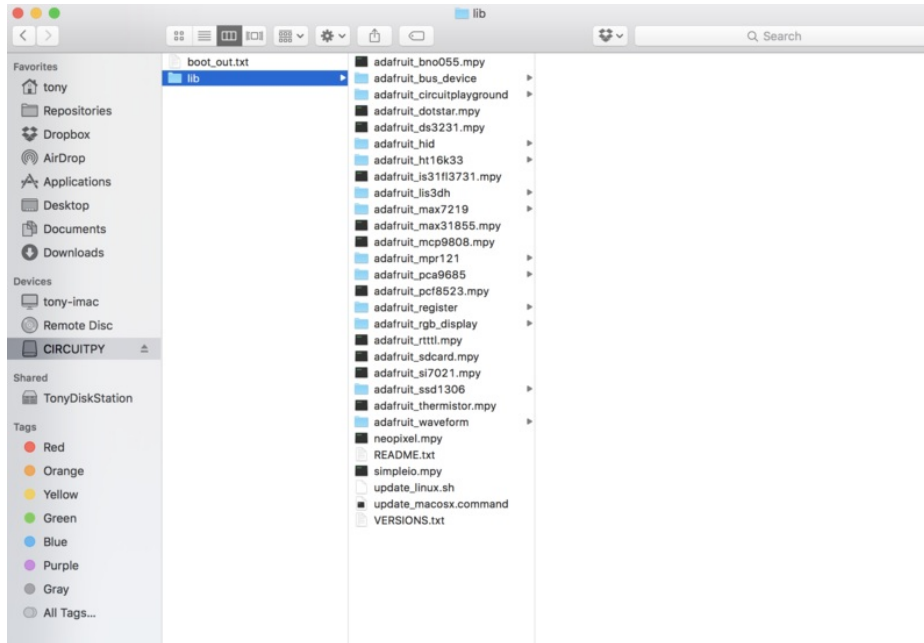 lib
Search
Favorites
tony
Repositories
Dropbox
AirDrop
Applications
Desktop
Documents
Downloads
Devices
tony-imac
Remote Disc
CIRCUITPY
Shared
TonyDiskStation
Tags
Red
Orange
Yellow
Green
Blue
Purple
Gray
All Tags...
boot_out.txt
lib
adafruit_bno055.mpy
adafruit_bus_device
adafruit_circuitplayground
adafruit_dotstar.mpy
adafruit_ds3231.mpy
adafruit_hid
adafruit_ht16k33
adafruit_is31fl3731.mpy
adafruit_lis3dh
adafruit_max7219
adafruit_max31855.mpy
adafruit_mcp9808.mpy
adafruit_mpr121
adafruit_pca9685
adafruit_pcf8523.mpy
adafruit_register
adafruit_rgb_display
adafruit_rtttl.mpy
adafruit_sdcard.mpy
adafruit_si7021.mpy
adafruit_ssd1306
adafruit_thermistor.mpy
adafruit_waveform
neopixel.mpy
README.txt
simpleio.mpy
update_linux.sh
update_macosx.command
VERSIONS.txt